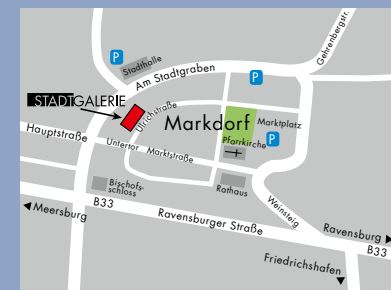 Gehrenbergstr.
P
Stadthalle
Am Stadtgraben
P
STADTGALERIE
Ulrichstraße
Markdorf
Marktplatz
P
Hauptstraße
Untertor
Marktstraße
Pfarrkirche
Bischofs-
schloss
Rathaus
Weinsteig
Meersburg
B33
Ravensburger Straße
Ravensburg
B33
Friedrichshafen